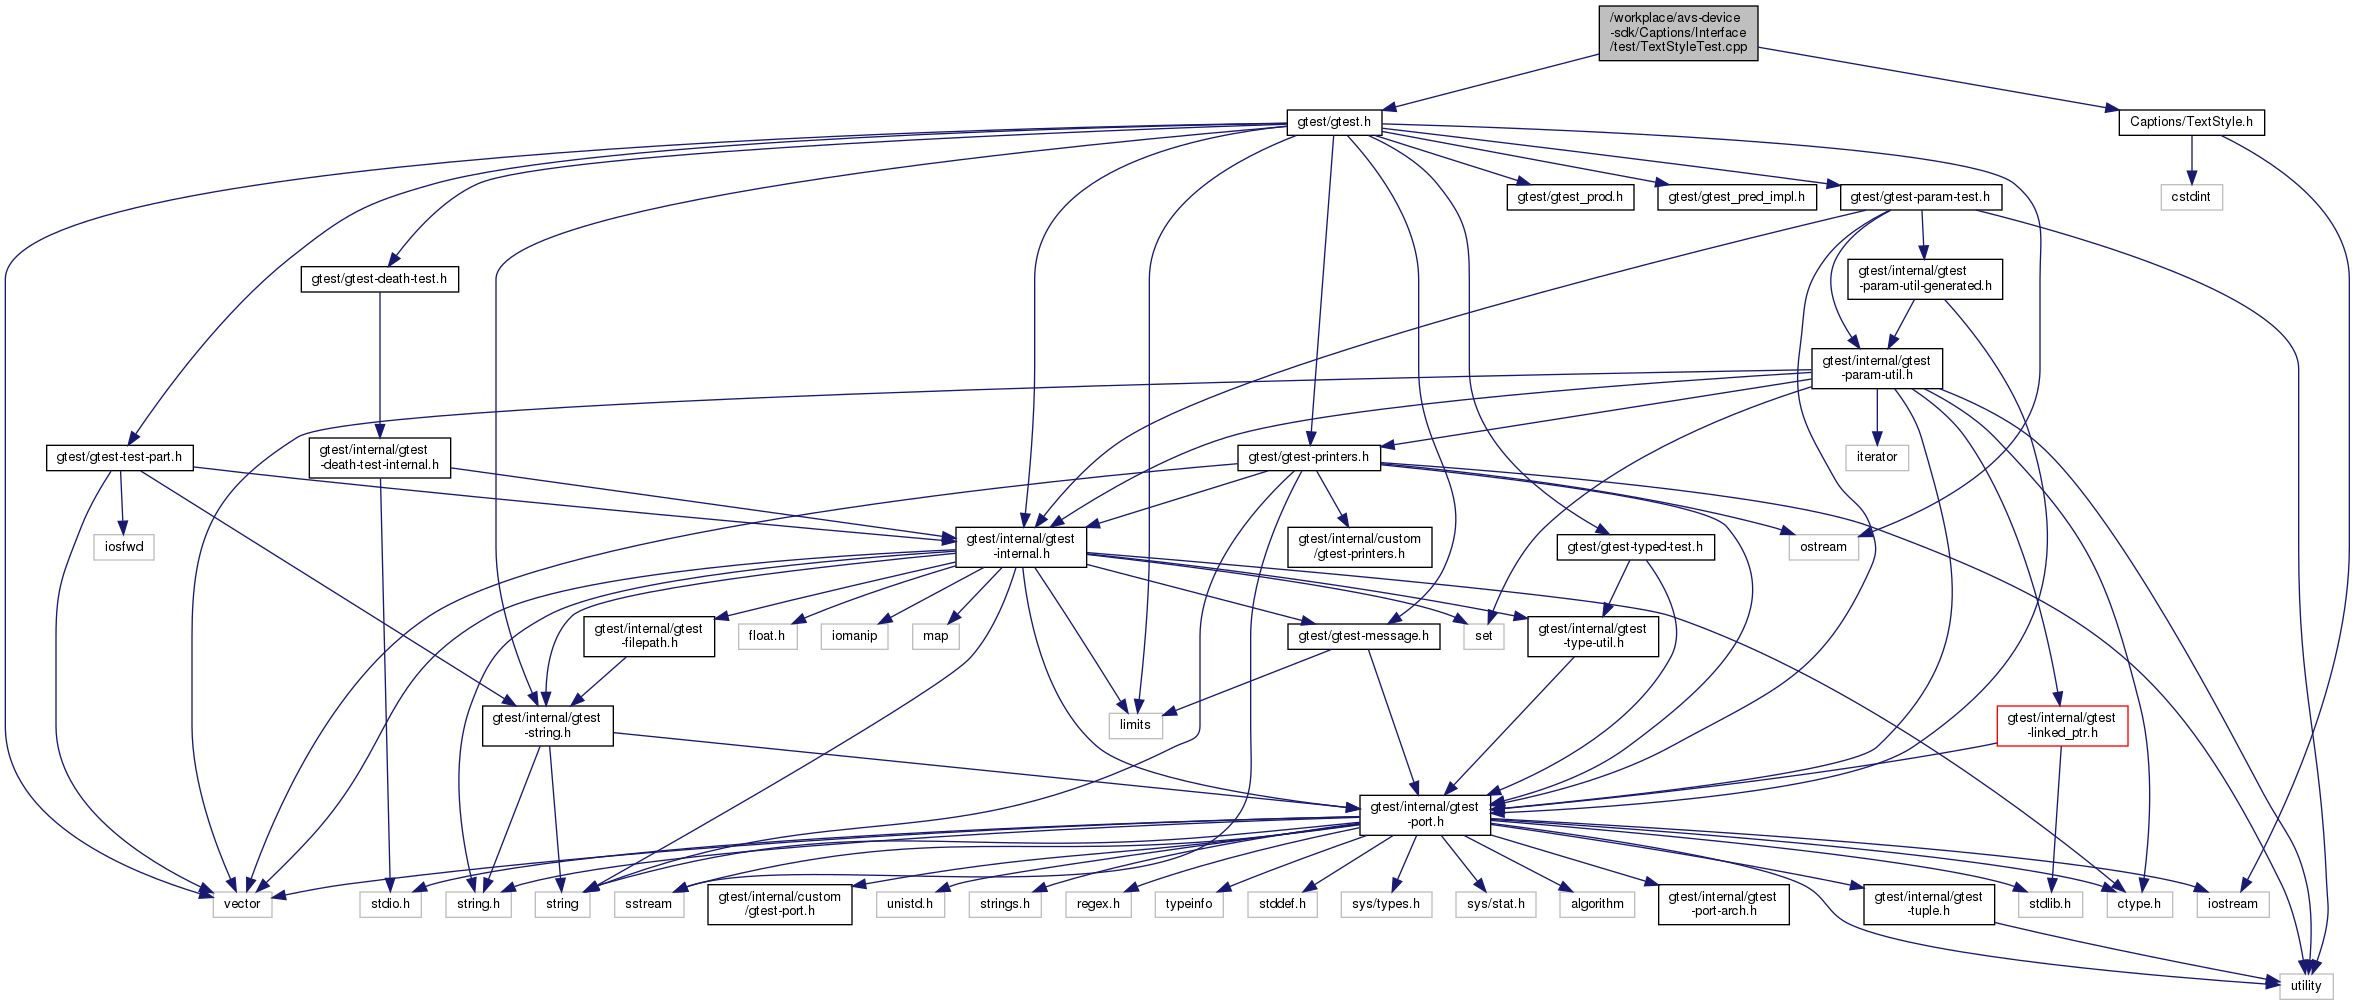 /workplace/avs-device
-sdk/Captions/Interface
/test/TextStyleTest.cpp
gtest/gtest.h
Captions/TextStyle.h
gtest/gtest_prod.h
gtest/gtest_pred_impl.h
gtest/gtest-param-test.h
cstdint
gtest/gtest-death-test.h
gtest/internal/gtest
-param-util-generated.h
gtest/internal/gtest
-param-util.h
gtest/gtest-test-part.h
gtest/internal/gtest
-death-test-internal.h
gtest/gtest-printers.h
iterator
iosfwd
gtest/internal/gtest
-internal.h
gtest/internal/custom
/gtest-printers.h
gtest/gtest-typed-test.h
ostream
gtest/internal/gtest
-filepath.h
float.h
iomanip
map
gtest/gtest-message.h
set
gtest/internal/gtest
-type-util.h
gtest/internal/gtest
-string.h
limits
gtest/internal/gtest
-linked_ptr.h
gtest/internal/gtest
-port.h
vector
stdio.h
string.h
string
sstream
gtest/internal/custom
/gtest-port.h
unistd.h
strings.h
regex.h
typeinfo
stddef.h
sys/types.h
sys/stat.h
algorithm
gtest/internal/gtest
-port-arch.h
gtest/internal/gtest
-tuple.h
stdlib.h
ctype.h
iostream
utility